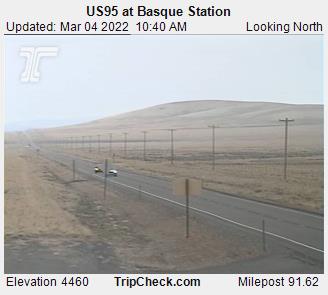 US95 at Basque Station
Updated: Mar 04 2022 10:40 AM Looking North
Elevation 4460 TripCheck.com Milepost 91.62